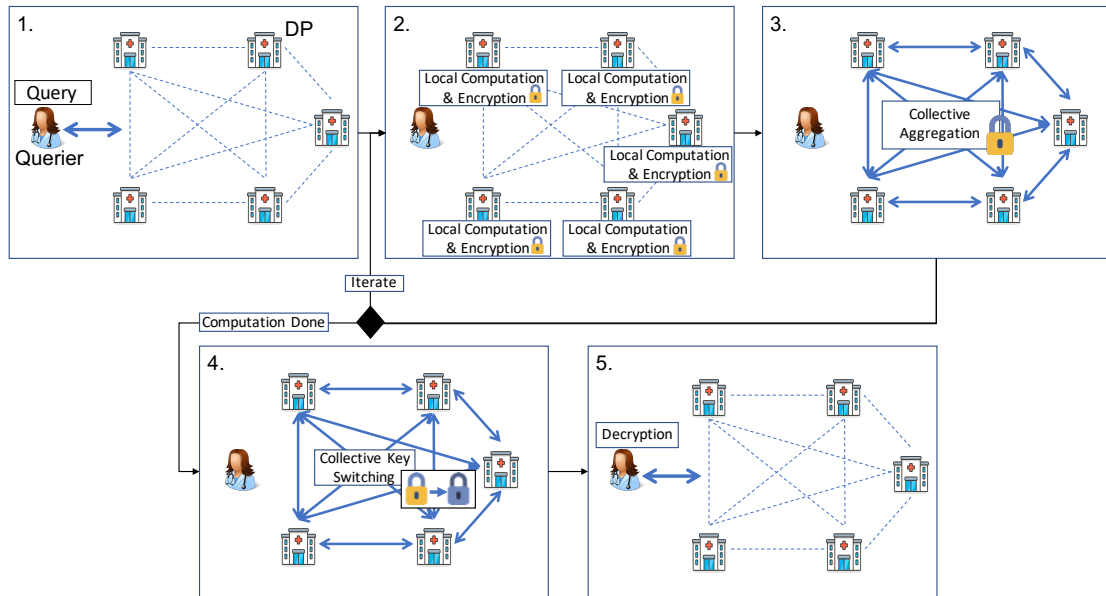 1.
DP
Query
Querier
2.
Local Computation
& Encryption
Local Computation
& Encryption
Local Computation
& Encryption
Local Computation
& Encryption
Local Computation
& Encryption
3.
Collective
Aggregation
Iterate
Computation Done
4.
Collective Key
Switching
5.
Decryption